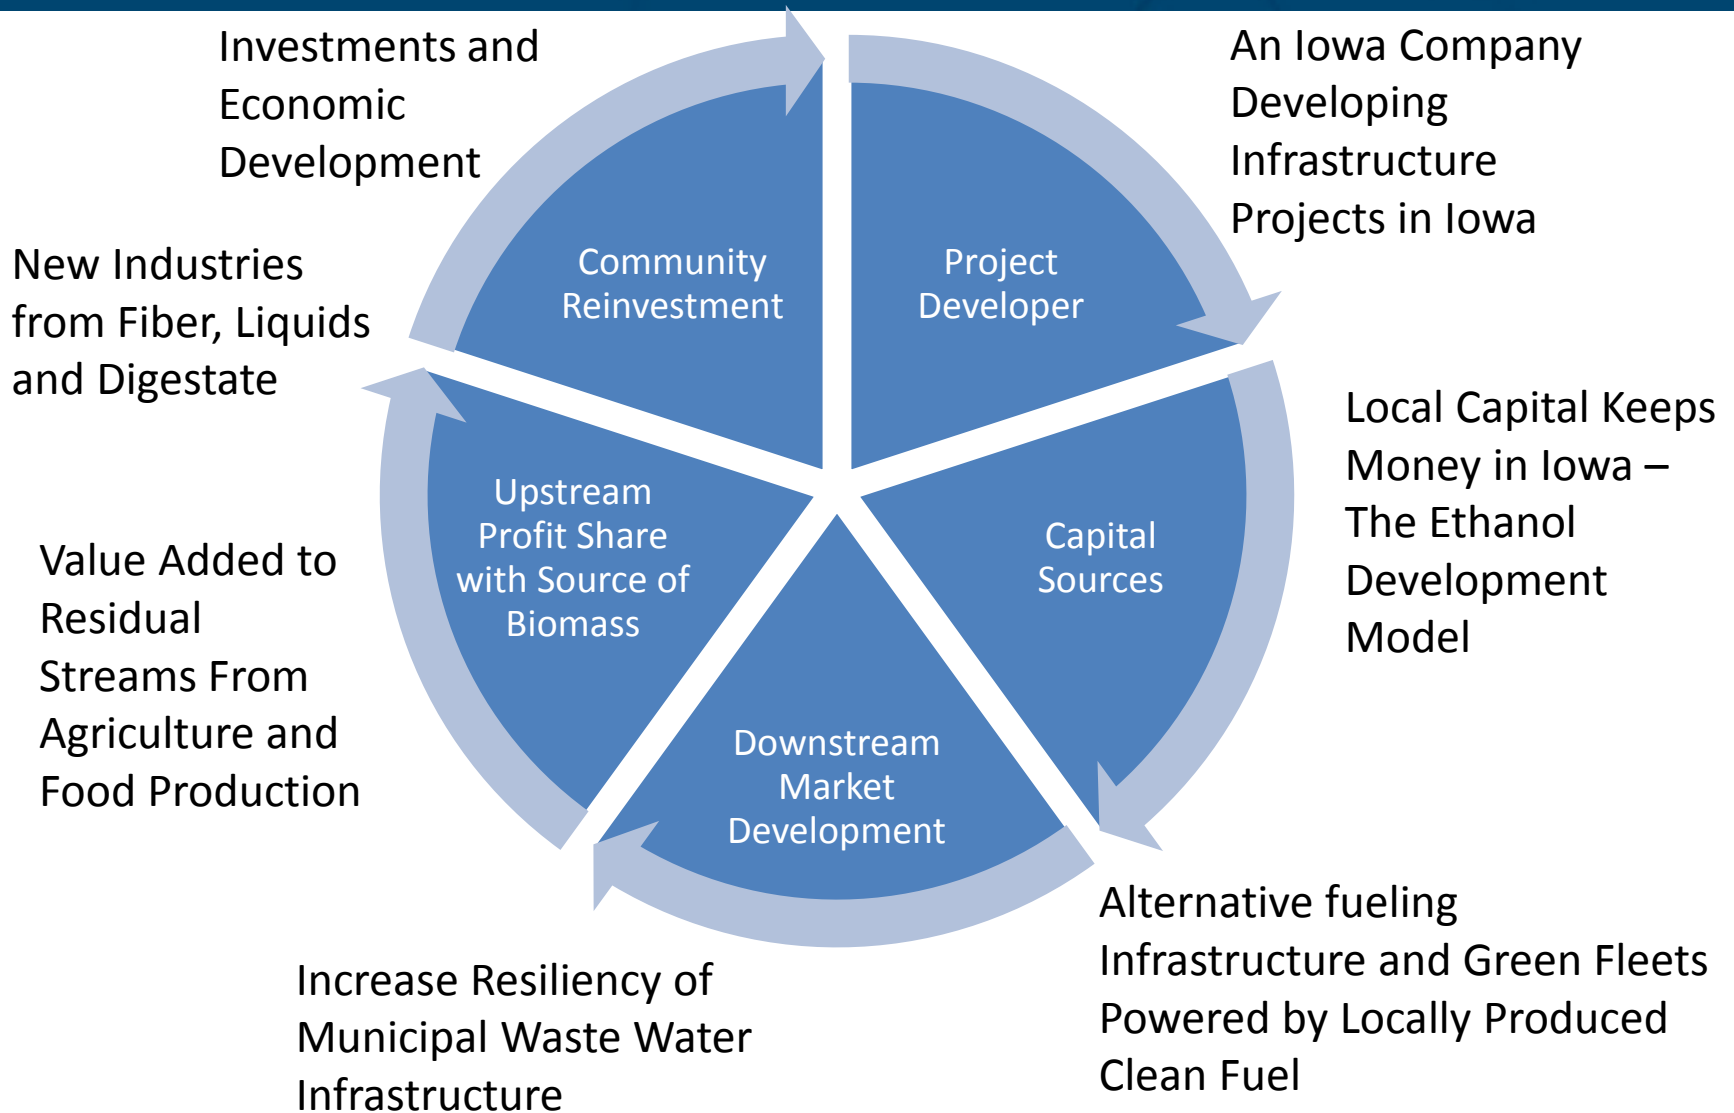 Investments and
Economic
Development
An Iowa Company
Developing
Infrastructure
Projects in Iowa
New Industries
from Fiber, Liquids
and Digestate
Community
Reinvestment
Project
Developer
Local Capital Keeps
Money in Iowa –
The Ethanol
Development
Model
Upstream
Profit Share
with Source of
Biomass
Capital
Sources
Value Added to
Residual
Streams From
Agriculture and
Food Production
Downstream
Market
Development
Alternative fueling
Infrastructure and Green Fleets
Powered by Locally Produced
Clean Fuel
Increase Resiliency of
Municipal Waste Water
Infrastructure